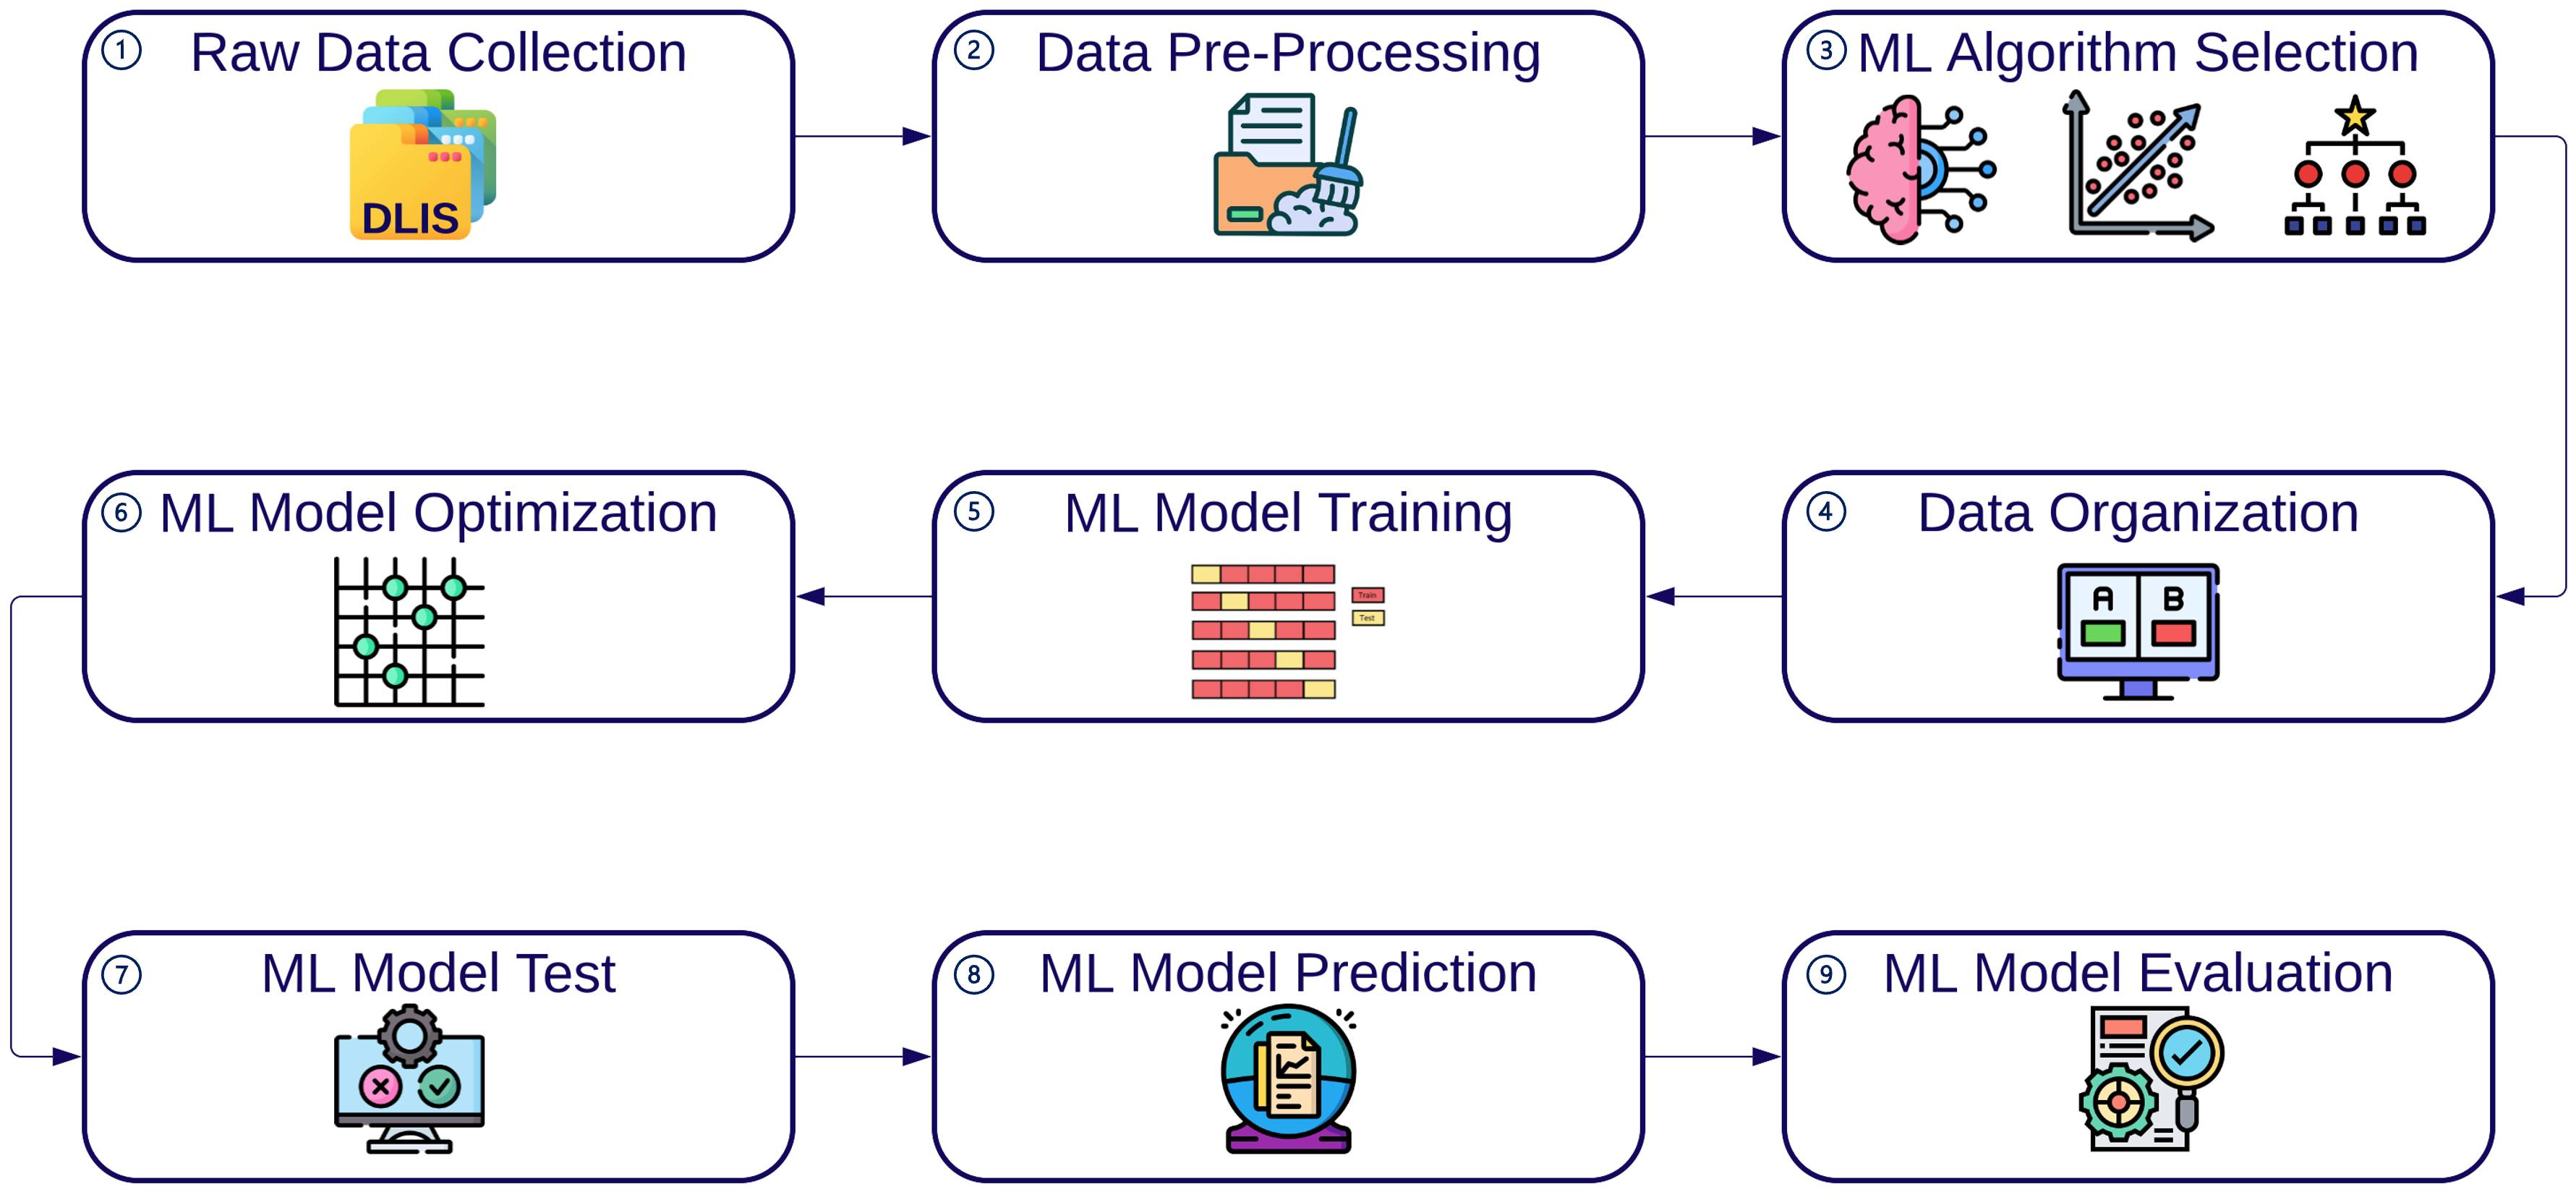 ① Raw Data Collection
DLIS
② Data Pre-Processing
③ ML Algorithm Selection
④ Data Organization
A B
⑤ ML Model Training
Train
Test
⑥ ML Model Optimization
⑦ ML Model Test
⑧ ML Model Prediction
⑨ ML Model Evaluation